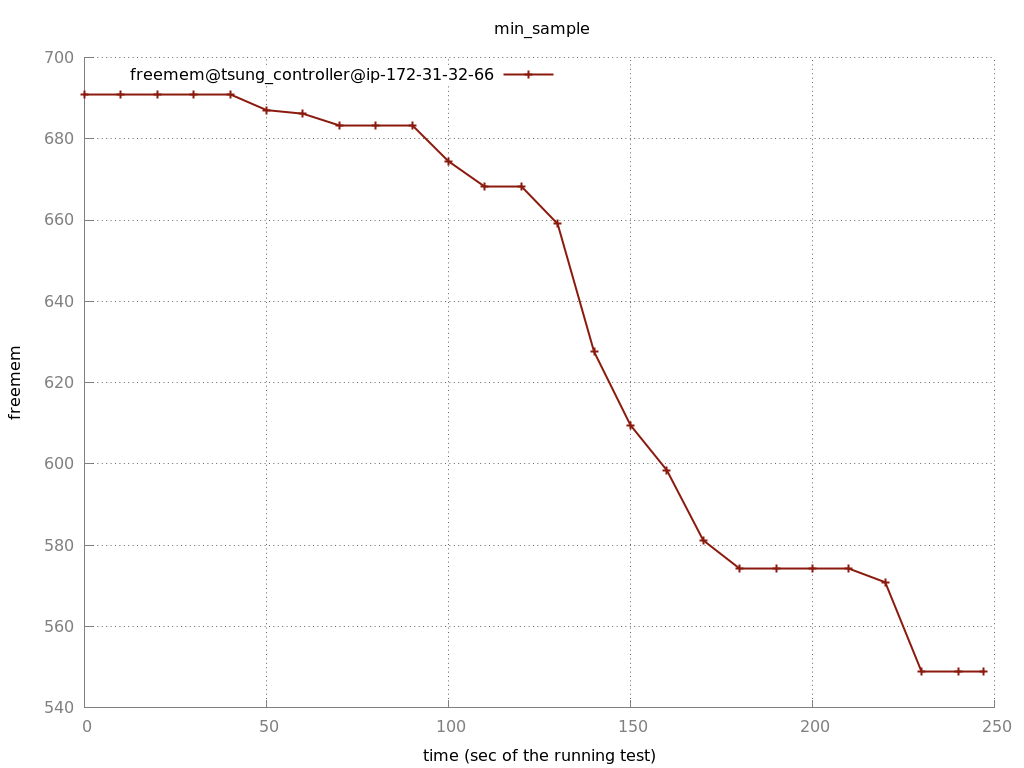 min_sample
700
freemem@tsung_controller@ip-172-31-32-66
680
660
640
620
600
580
560
540
freemem
0 50 100 150 200 250
time (sec of the running test)